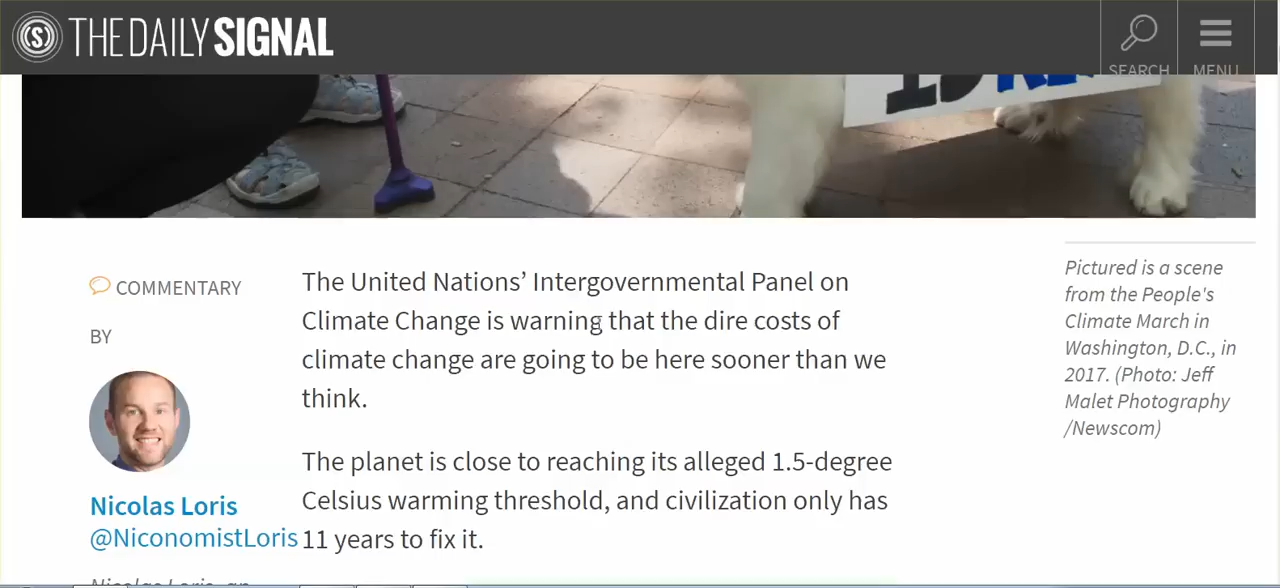 THE DAILY SIGNAL
SEARCH
MENU
COMMENTARY
BY
Nicolas Loris
@NiconomistLoris
Nicolas Loris, an
The United Nations’ Intergovernmental Panel on
Climate Change is warning that the dire costs of
climate change are going to be here sooner than we
think.
The planet is close to reaching its alleged 1.5-degree
Celsius warming threshold, and civilization only has
11 years to fix it.
Pictured is a scene
from the People's
Climate March in
Washington, D.C., in
2017. (Photo: Jeff
Malet Photography
/Newscom)